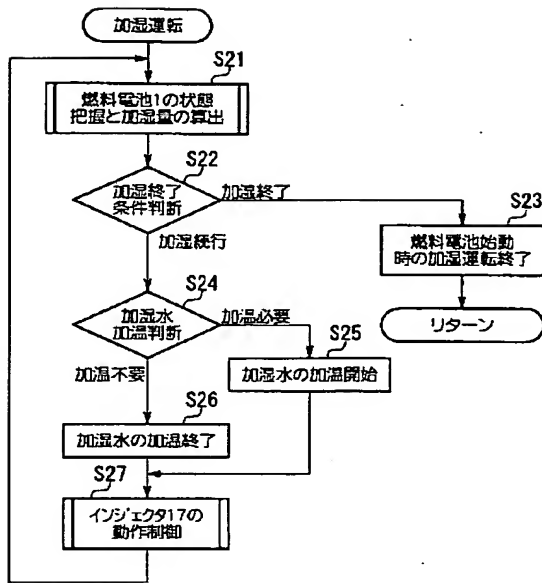 加湿運転
S21
燃料電池1の状態
把握と加湿量の算出
S22
加湿終了
条件判断
加湿終了
加湿続行
S23
燃料電池始動
時の加湿運転終了
リターン
S24
加湿水
加温判断
加温必要
加温不要
S25
加湿水の加温開始
S26
加湿水の加温終了
S27
インジェクタ17の
動作制御